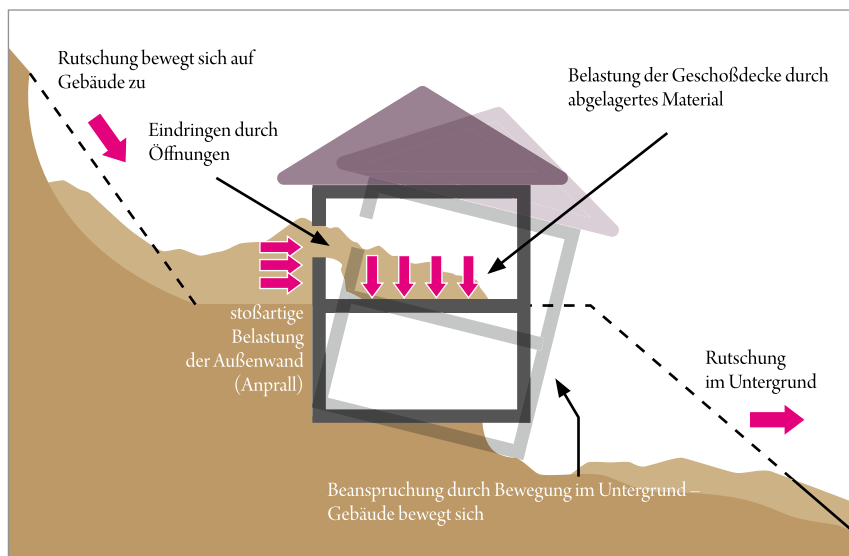 Rutschung bewegt sich auf
Gebäude zu
Eindringen durch
Öffnungen
Belastung der Geschoßdecke durch
abgelagertes Material
stoßartige
Belastung
der Außenwand
(Anprall)
Rutschung
im Untergrund
Beanspruchung durch Bewegung im Untergrund –
Gebäude bewegt sich